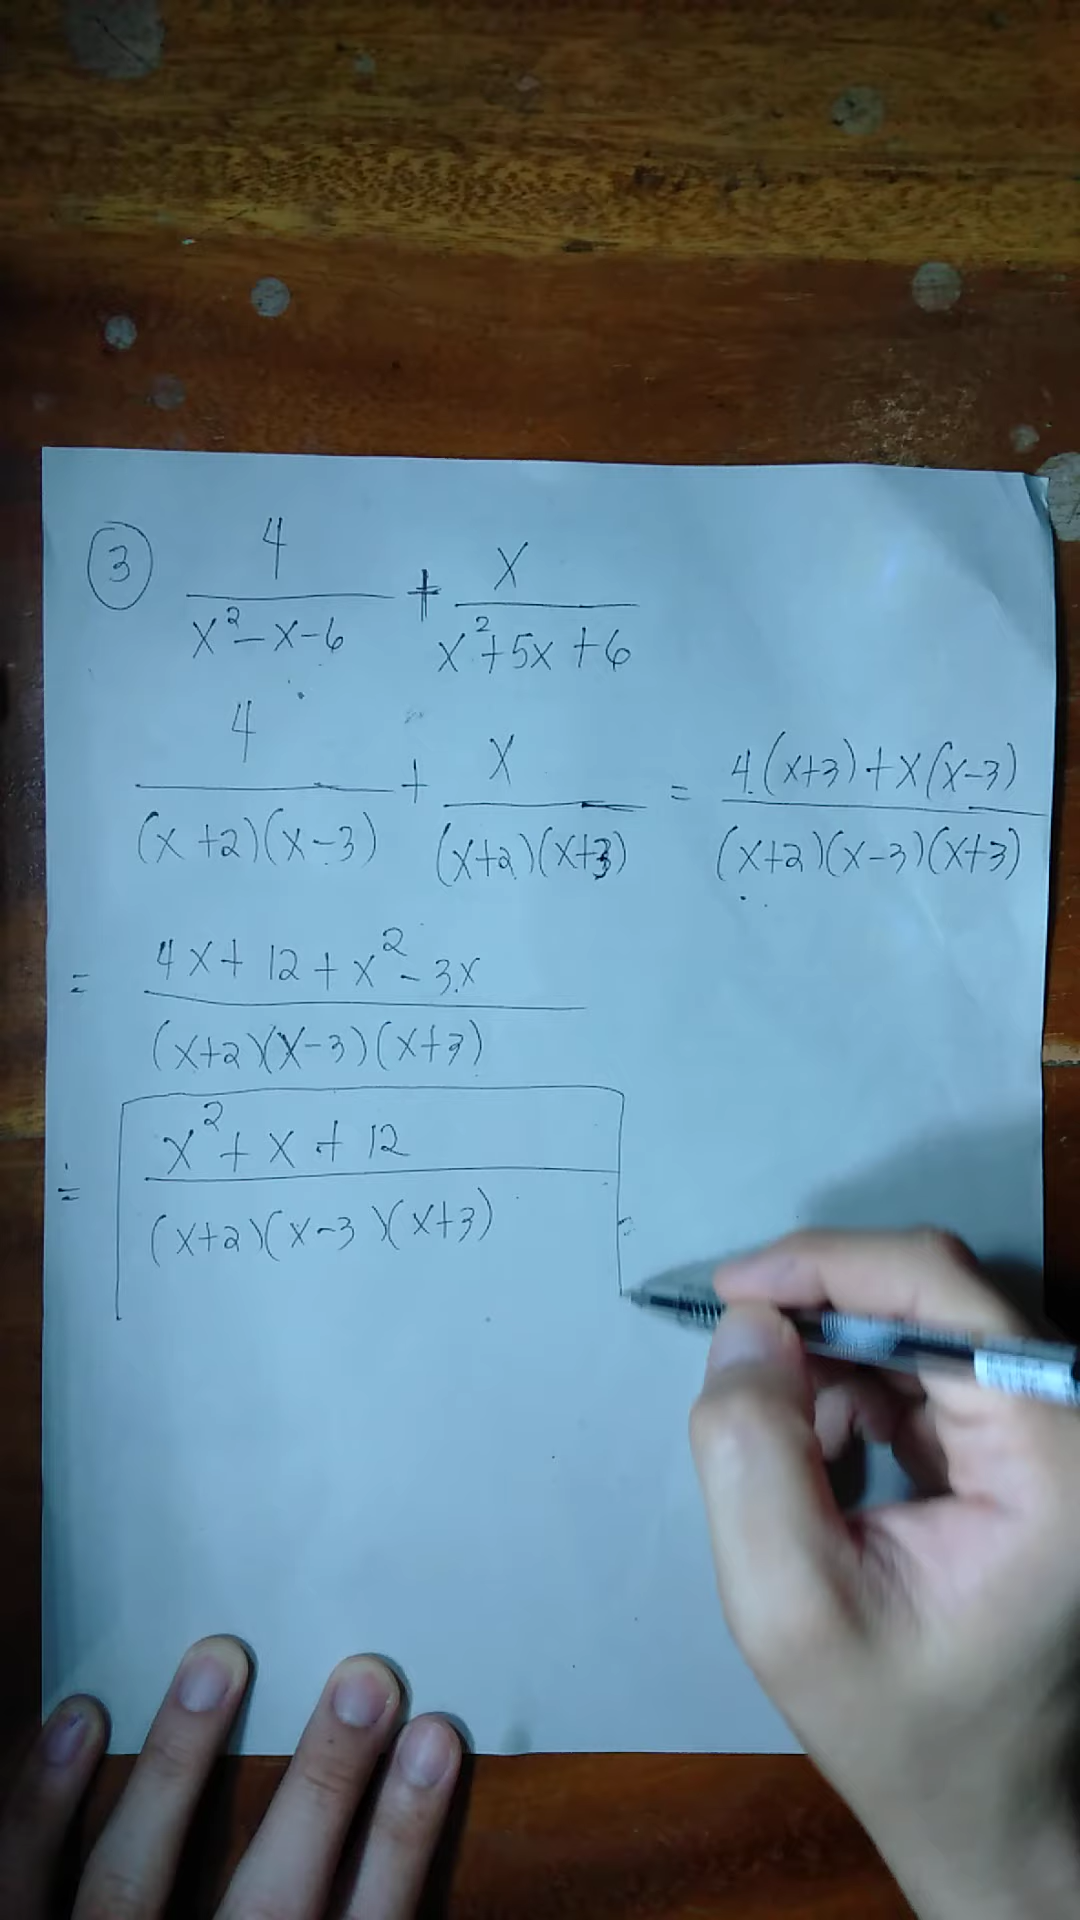 ③ 4/(x²-x-6) + x/(x²+5x+6)
4/((x+2)(x-3)) + x/((x+2)(x+3)) = (4(x+3)+x(x-3))/((x+2)(x-3)(x+3))
= (4x+12+x²-3x)/((x+2)(x-3)(x+3))
= (x²+x+12)/((x+2)(x-3)(x+3))